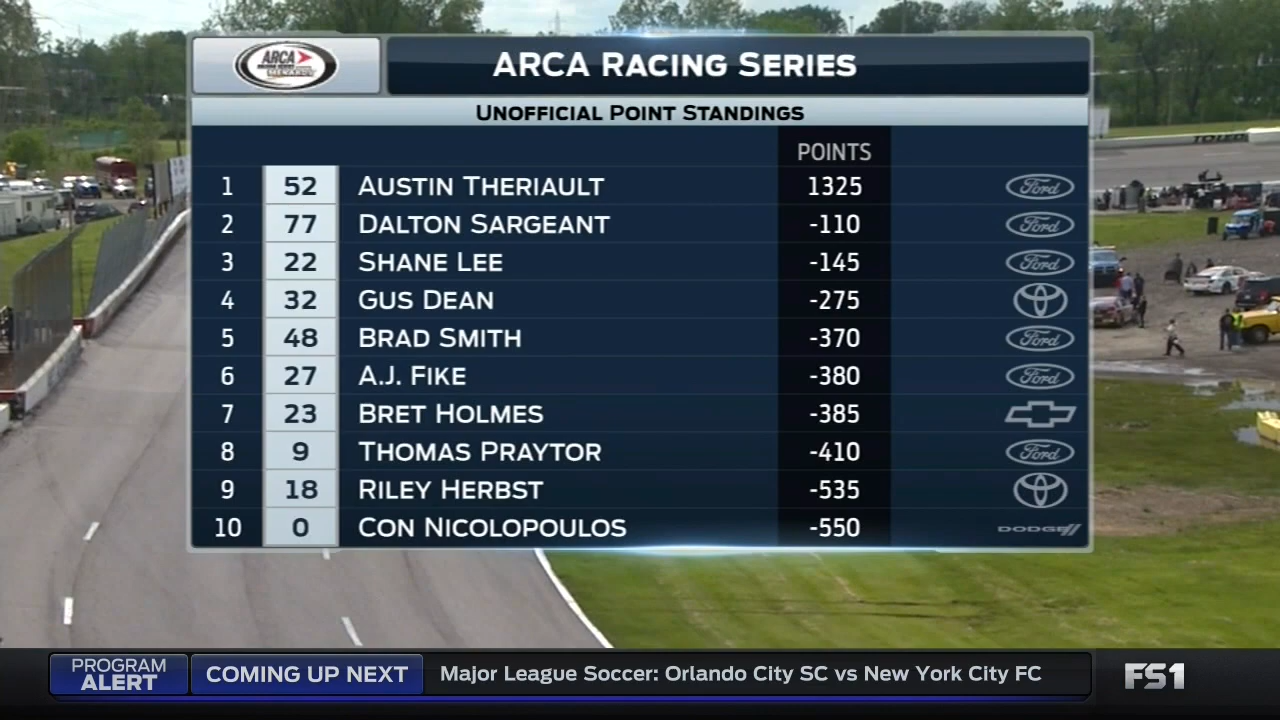 ARCA
MENARDS
ARCA RACING SERIES
UNOFFICIAL POINT STANDINGS
POINTS
1 52 AUSTIN THERIAULT 1325 Ford
2 77 DALTON SARGEANT -110 Ford
3 22 SHANE LEE -145 Ford
4 32 GUS DEAN -275
5 48 BRAD SMITH -370 Ford
6 27 A.J. FIKE -380 Ford
7 23 BRET HOLMES -385
8 9 THOMAS PRAYTOR -410 Ford
9 18 RILEY HERBST -535
10 0 CON NICOLOPOULOS -550 DODGE
TOLEDO
PROGRAM ALERT COMING UP NEXT Major League Soccer: Orlando City SC vs New York City FC FS1